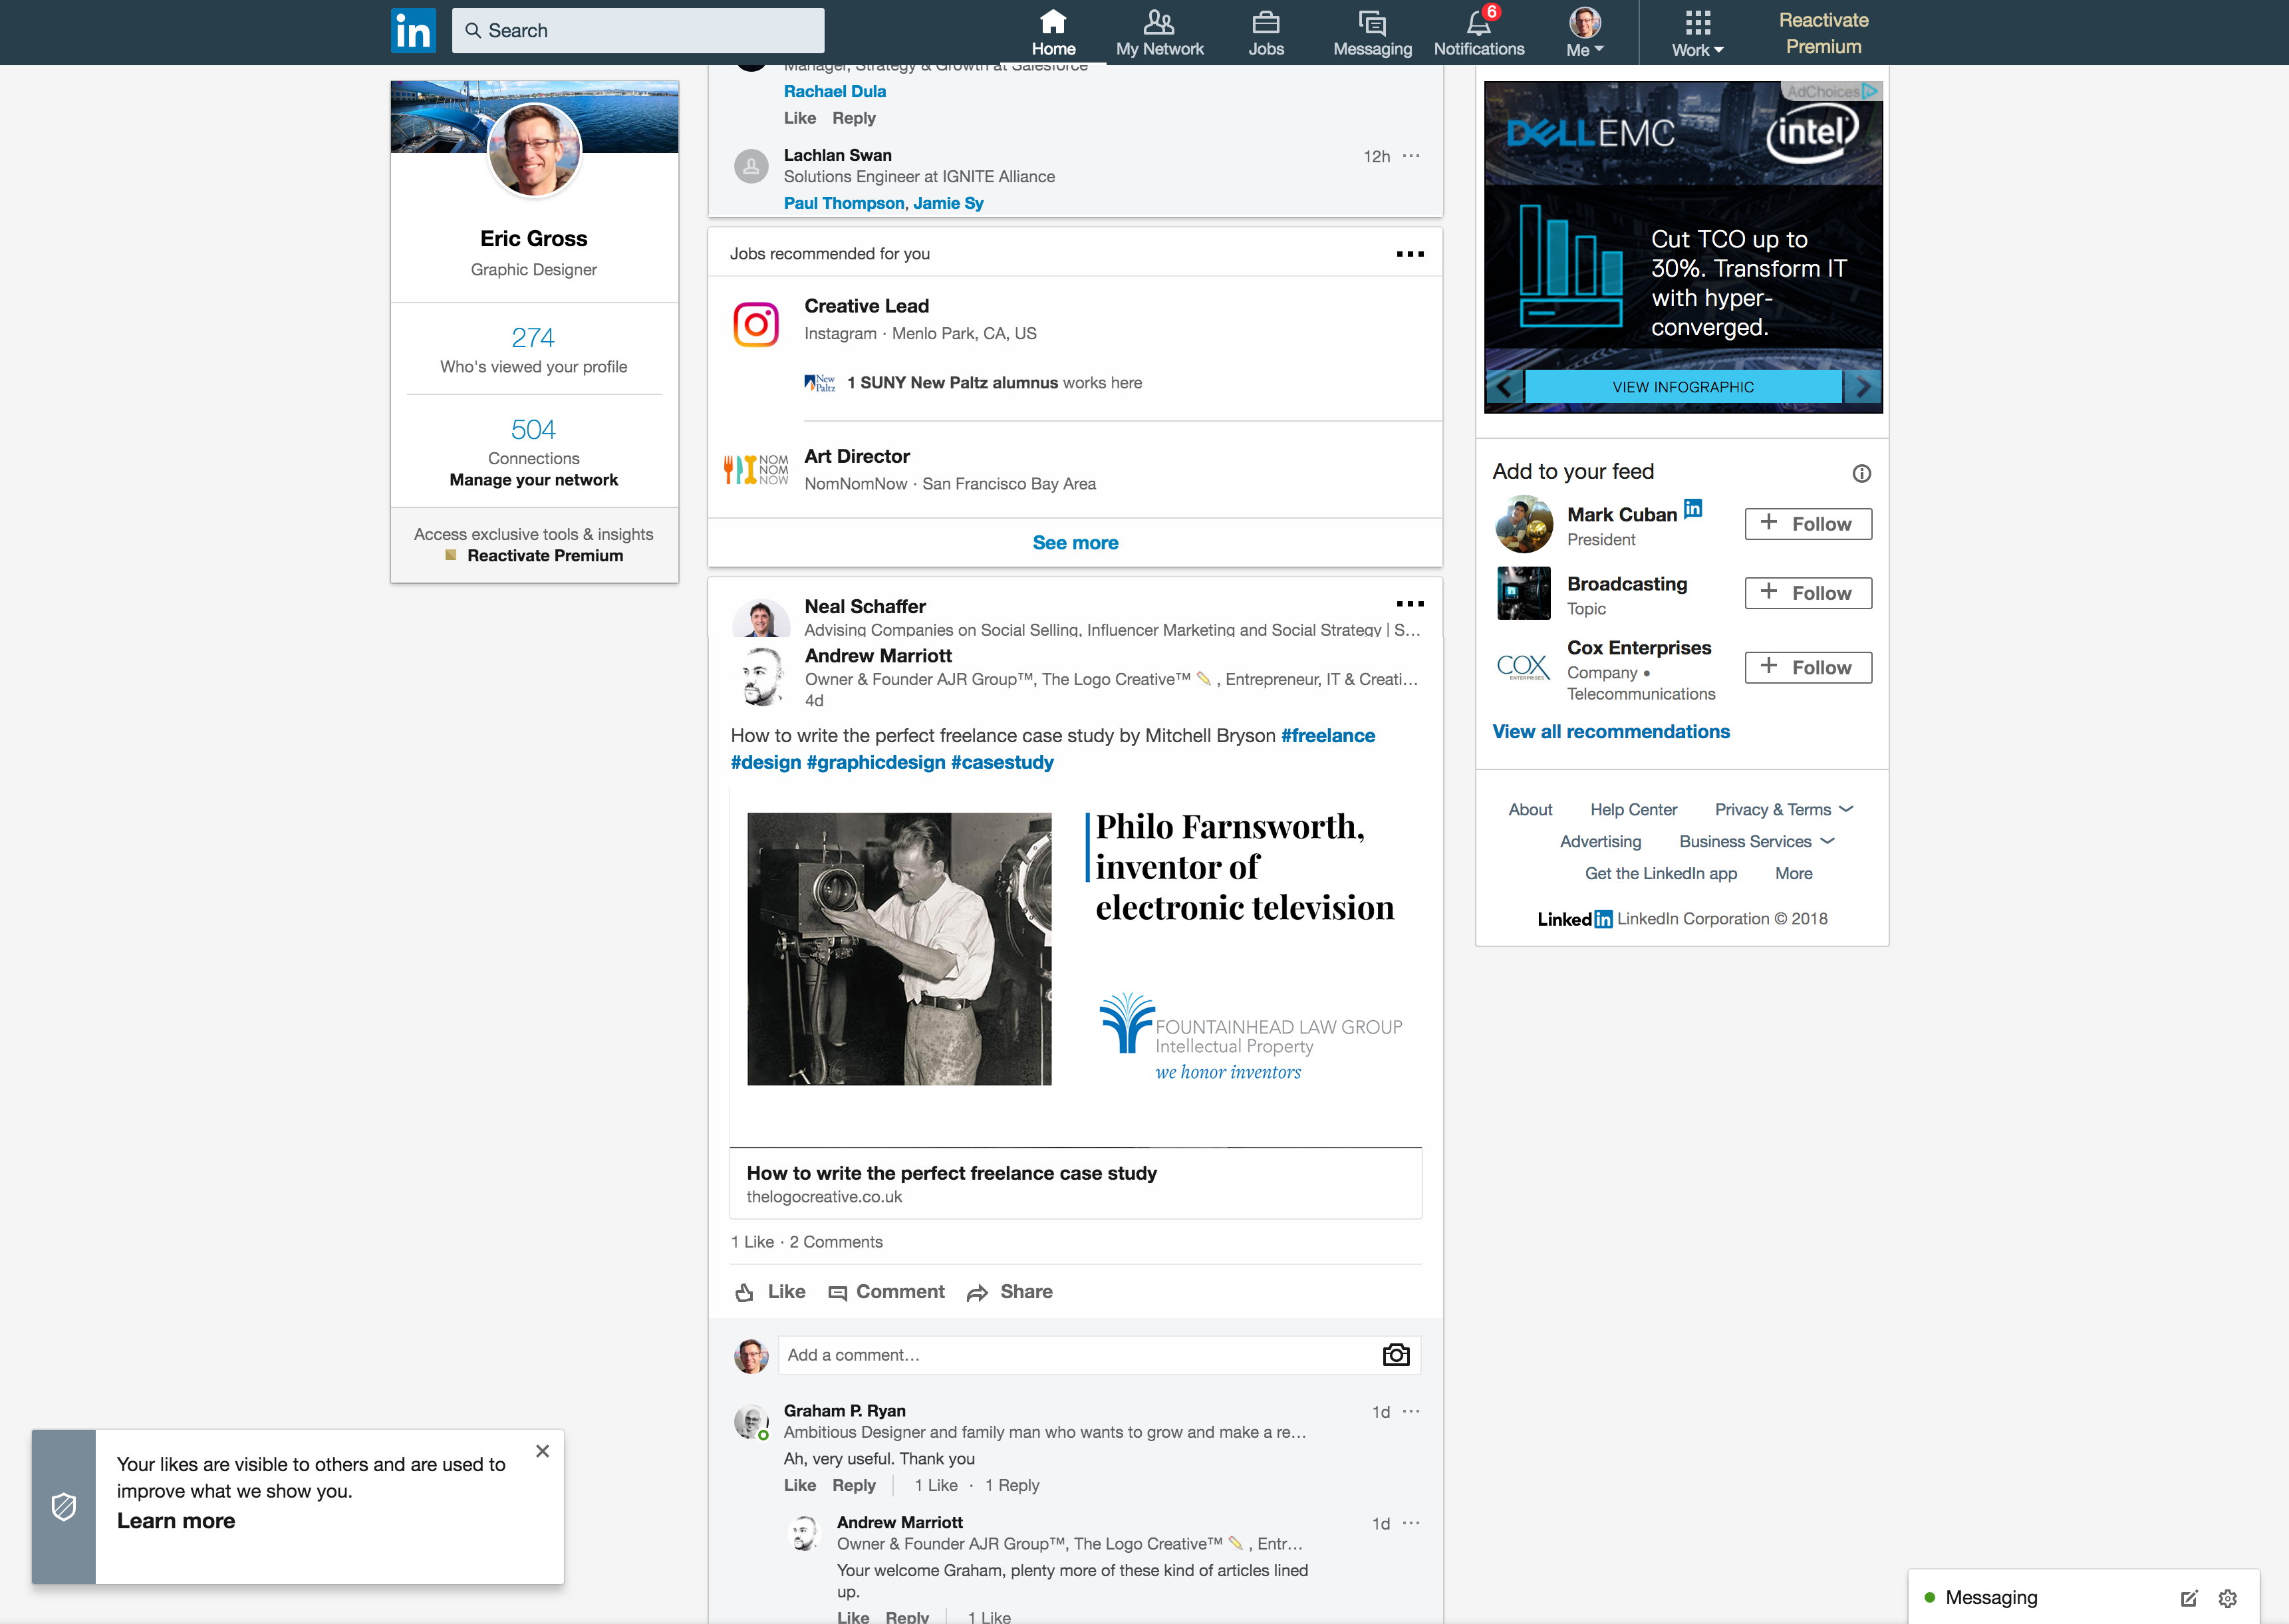 in
Search
Home
My Network
Jobs
Messaging
6
Notifications
Me
Work
Reactivate
Premium
Eric Gross
Graphic Designer
274
Who's viewed your profile
504
Connections
Manage your network
Access exclusive tools & insights
Reactivate Premium
Manager, Strategy & Growth at Salesforce
Rachael Dula
Like Reply
Lachlan Swan
12h
Solutions Engineer at IGNITE Alliance
Paul Thompson, Jamie Sy
Jobs recommended for you
Creative Lead
Instagram · Menlo Park, CA, US
New
Paltz
1 SUNY New Paltz alumnus works here
NOM
NOM
NOW
Art Director
NomNomNow · San Francisco Bay Area
See more
Neal Schaffer
Advising Companies on Social Selling, Influencer Marketing and Social Strategy | S...
Andrew Marriott
Owner & Founder AJR Group™, The Logo Creative™ ✏️ , Entrepreneur, IT & Creati...
4d
How to write the perfect freelance case study by Mitchell Bryson #freelance
#design #graphicdesign #casestudy
Philo Farnsworth,
inventor of
electronic television
FOUNTAINHEAD LAW GROUP
Intellectual Property
we honor inventors
How to write the perfect freelance case study
thelogocreative.co.uk
1 Like · 2 Comments
Like Comment Share
Add a comment...
Graham P. Ryan
1d
Ambitious Designer and family man who wants to grow and make a re...
Ah, very useful. Thank you
Like Reply 1 Like · 1 Reply
Andrew Marriott
1d
Owner & Founder AJR Group™, The Logo Creative™ ✏️ , Entr...
Your welcome Graham, plenty more of these kind of articles lined
up.
Like Reply 1 Like
AdChoices
DELLEMC
intel
Cut TCO up to
30%. Transform IT
with hyper-
converged.
VIEW INFOGRAPHIC
Add to your feed
Mark Cuban in
President
+ Follow
Broadcasting
Topic
+ Follow
COX
ENTERPRISES
Cox Enterprises
Company •
Telecommunications
+ Follow
View all recommendations
About Help Center Privacy & Terms
Advertising Business Services
Get the LinkedIn app More
Linked in LinkedIn Corporation © 2018
Your likes are visible to others and are used to
improve what we show you.
Learn more
Messaging